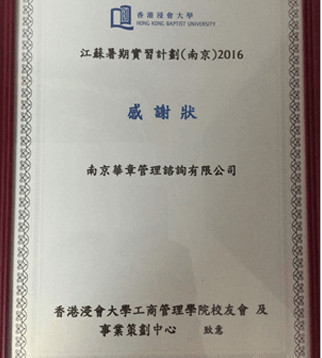 香港浸會大學
HONG KONG BAPTIST UNIVERSITY
江蘇暑期實習計劃(南京)2016
感謝狀
南京華章管理諮詢有限公司
香港浸會大學工商管理學院校友會 及
事業策劃中心 致意